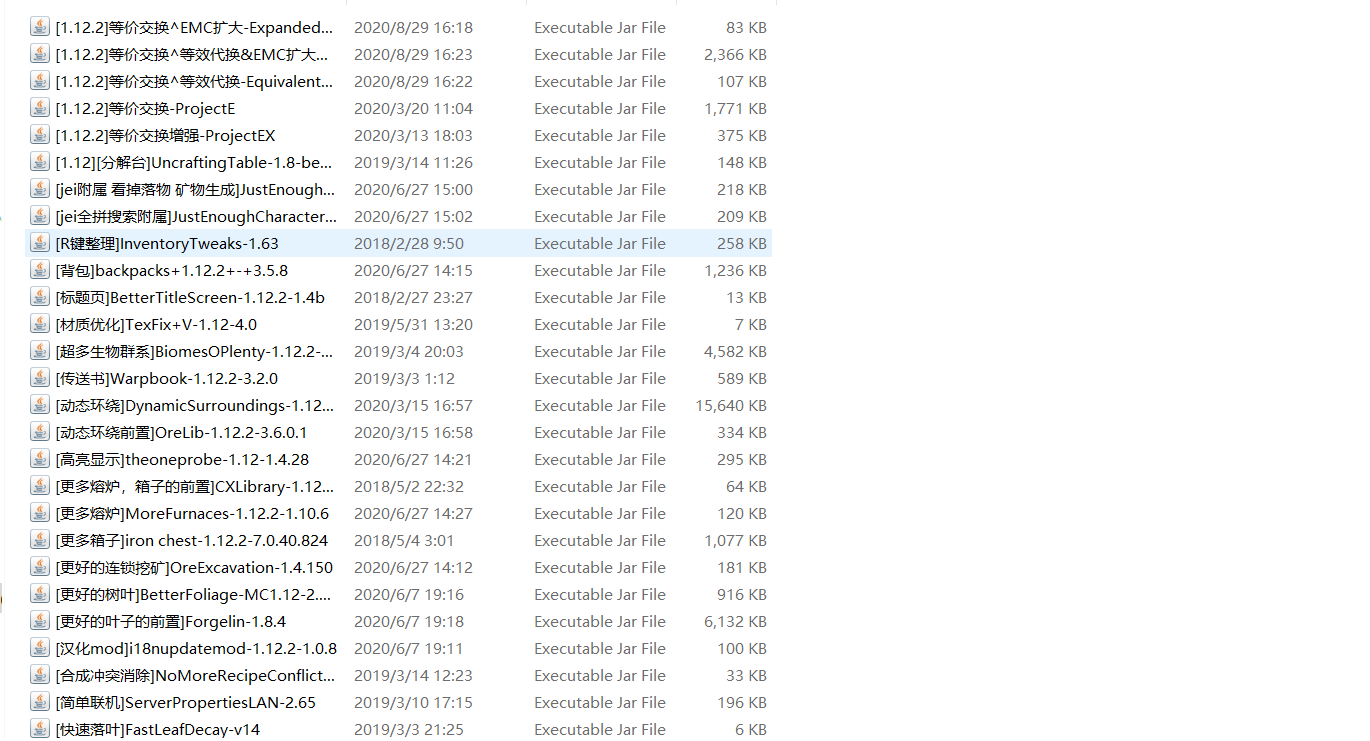 [1.12.2]等价交换^EMC扩大-Expanded... 2020/8/29 16:18 Executable Jar File 83 KB
[1.12.2]等价交换^等效代换&EMC扩大... 2020/8/29 16:23 Executable Jar File 2,366 KB
[1.12.2]等价交换^等效代换-Equivalent... 2020/8/29 16:22 Executable Jar File 107 KB
[1.12.2]等价交换-ProjectE 2020/3/20 11:04 Executable Jar File 1,771 KB
[1.12.2]等价交换增强-ProjectEX 2020/3/13 18:03 Executable Jar File 375 KB
[1.12][分解台]UncraftingTable-1.8-be... 2019/3/14 11:26 Executable Jar File 148 KB
[jei附属 看掉落物 矿物生成]JustEnough... 2020/6/27 15:00 Executable Jar File 218 KB
[jei全拼搜索附属]JustEnoughCharacter... 2020/6/27 15:02 Executable Jar File 209 KB
[R键整理]InventoryTweaks-1.63 2018/2/28 9:50 Executable Jar File 258 KB
[背包]backpacks+1.12.2+-+3.5.8 2020/6/27 14:15 Executable Jar File 1,236 KB
[标题页]BetterTitleScreen-1.12.2-1.4b 2018/2/27 23:27 Executable Jar File 13 KB
[材质优化]TexFix+V-1.12-4.0 2019/5/31 13:20 Executable Jar File 7 KB
[超多生物群系]BiomesOPlenty-1.12.2-... 2019/3/4 20:03 Executable Jar File 4,582 KB
[传送书]Warpbook-1.12.2-3.2.0 2019/3/3 1:12 Executable Jar File 589 KB
[动态环绕]DynamicSurroundings-1.12... 2020/3/15 16:57 Executable Jar File 15,640 KB
[动态环绕前置]OreLib-1.12.2-3.6.0.1 2020/3/15 16:58 Executable Jar File 334 KB
[高亮显示]theoneprobe-1.12-1.4.28 2020/6/27 14:21 Executable Jar File 295 KB
[更多熔炉，箱子的前置]CXLibrary-1.12... 2018/5/2 22:32 Executable Jar File 64 KB
[更多熔炉]MoreFurnaces-1.12.2-1.10.6 2020/6/27 14:27 Executable Jar File 120 KB
[更多箱子]iron chest-1.12.2-7.0.40.824 2018/5/4 3:01 Executable Jar File 1,077 KB
[更好的连锁挖矿]OreExcavation-1.4.150 2020/6/27 14:12 Executable Jar File 181 KB
[更好的树叶]BetterFoliage-MC1.12-2.... 2020/6/7 19:16 Executable Jar File 916 KB
[更好的叶子的前置]Forgelin-1.8.4 2020/6/7 19:18 Executable Jar File 6,132 KB
[汉化mod]i18nupdatemod-1.12.2-1.0.8 2020/6/7 19:11 Executable Jar File 100 KB
[合成冲突消除]NoMoreRecipeConflict... 2019/3/14 12:23 Executable Jar File 33 KB
[简单联机]ServerPropertiesLAN-2.65 2019/3/10 17:15 Executable Jar File 196 KB
[快速落叶]FastLeafDecay-v14 2019/3/3 21:25 Executable Jar File 6 KB